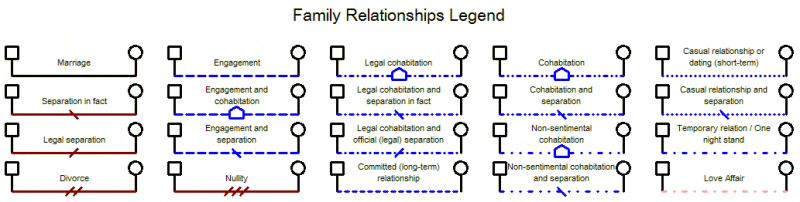 Family Relationships Legend
Marriage
Engagement
Legal cohabitation
Cohabitation
Casual relationship or
dating (short-term)
Separation in fact
Engagement and
cohabitation
Legal cohabitation and
separation in fact
Cohabitation and
separation
Casual relationship and
separation
Legal separation
Engagement and
separation
Legal cohabitation and
official (legal) separation
Non-sentimental
cohabitation
Temporary relation / One
night stand
Divorce
Nullity
Committed (long-term)
relationship
Non-sentimental cohabitation
and separation
Love Affair